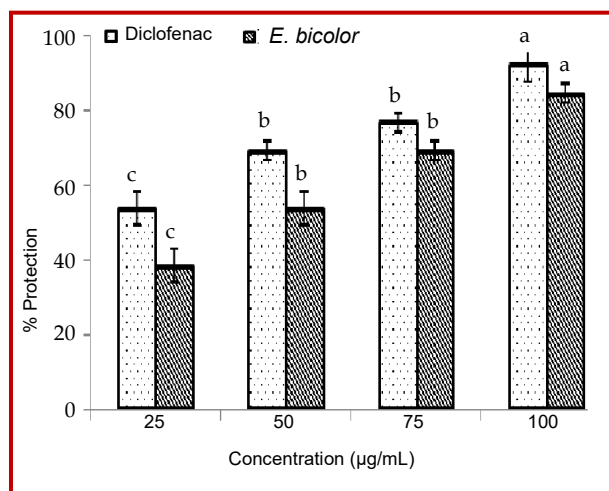 Diclofenac E. bicolor
100
80
60
40
20
0
% Protection
c c b b b b a a
25 50 75 100
Concentration (µg/mL)